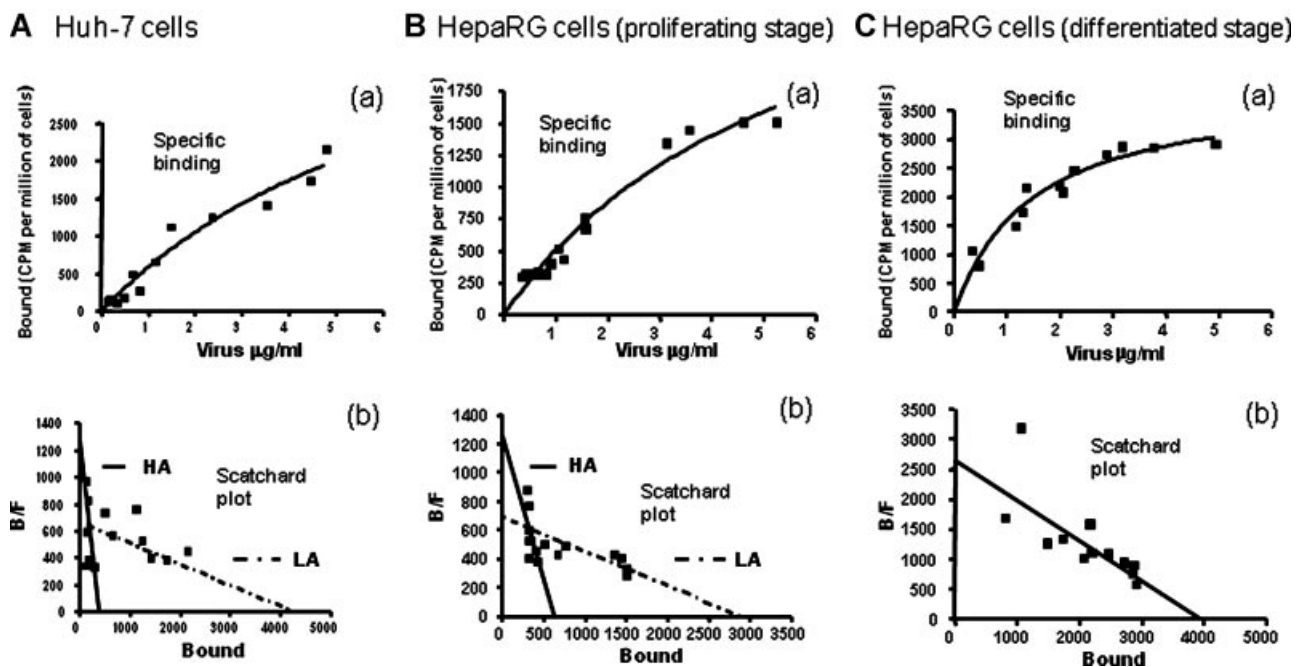 A Huh-7 cells
B HepaRG cells (proliferating stage)
C HepaRG cells (differentiated stage)
(a)
Specific
binding
Bound (CPM per million of cells)
2500
2000
1500
1000
500
0
0 1 2 3 4 5 6
Virus µg/ml
(a)
Specific
binding
Bound (CPM per million of cells)
1750
1500
1250
1000
750
500
250
0
0 1 2 3 4 5 6
Virus µg/ml
(a)
Specific
binding
Bound (CPM per million of cells)
3500
3000
2500
2000
1500
1000
500
0
0 1 2 3 4 5 6
Virus µg/ml
(b)
HA
Scatchard
plot
LA
B/F
1400
1200
1000
800
600
400
200
0
0 1000 2000 3000 4000 5000
Bound
(b)
HA
Scatchard
plot
LA
B/F
1400
1200
1000
800
600
400
200
0
0 500 1000 1500 2000 2500 3000 3500
Bound
(b)
Scatchard
plot
B/F
3500
3000
2500
2000
1500
1000
500
0
0 1000 2000 3000 4000 5000
Bound